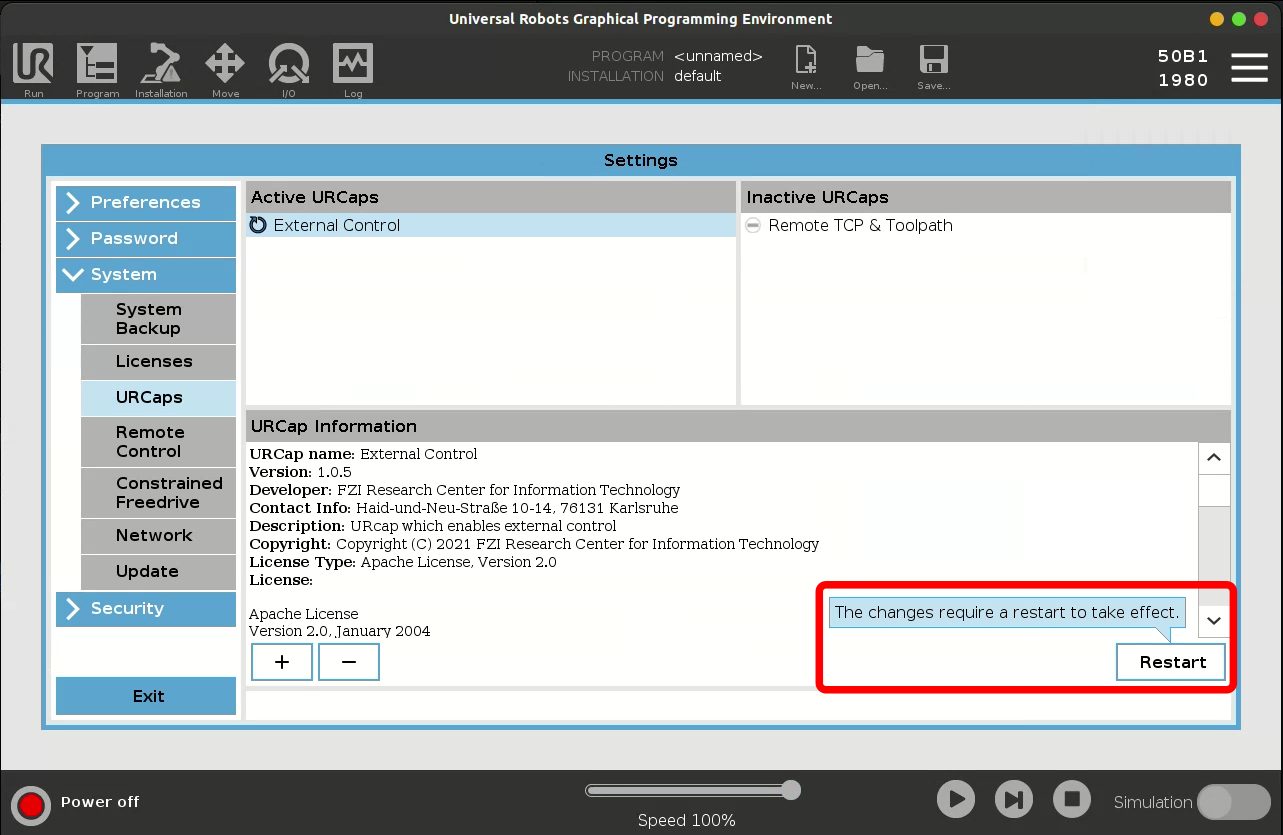 Universal Robots Graphical Programming Environment
Run
Program
Installation
Move
I/O
Log
PROGRAM <unnamed>
INSTALLATION default
New...
Open...
Save...
50B1
1980
Settings
Preferences
Password
System
System
Backup
Licenses
URCaps
Remote
Control
Constrained
Freedrive
Network
Update
Security
Exit
Active URCaps
External Control
Inactive URCaps
Remote TCP & Toolpath
URCap Information
URCap name: External Control
Version: 1.0.5
Developer: FZI Research Center for Information Technology
Contact Info: Haid-und-Neu-Straße 10-14, 76131 Karlsruhe
Description: URcap which enables external control
Copyright: Copyright (C) 2021 FZI Research Center for Information Technology
License Type: Apache License, Version 2.0
License:
Apache License
Version 2.0, January 2004
The changes require a restart to take effect.
+
−
Restart
Power off
Speed 100%
Simulation